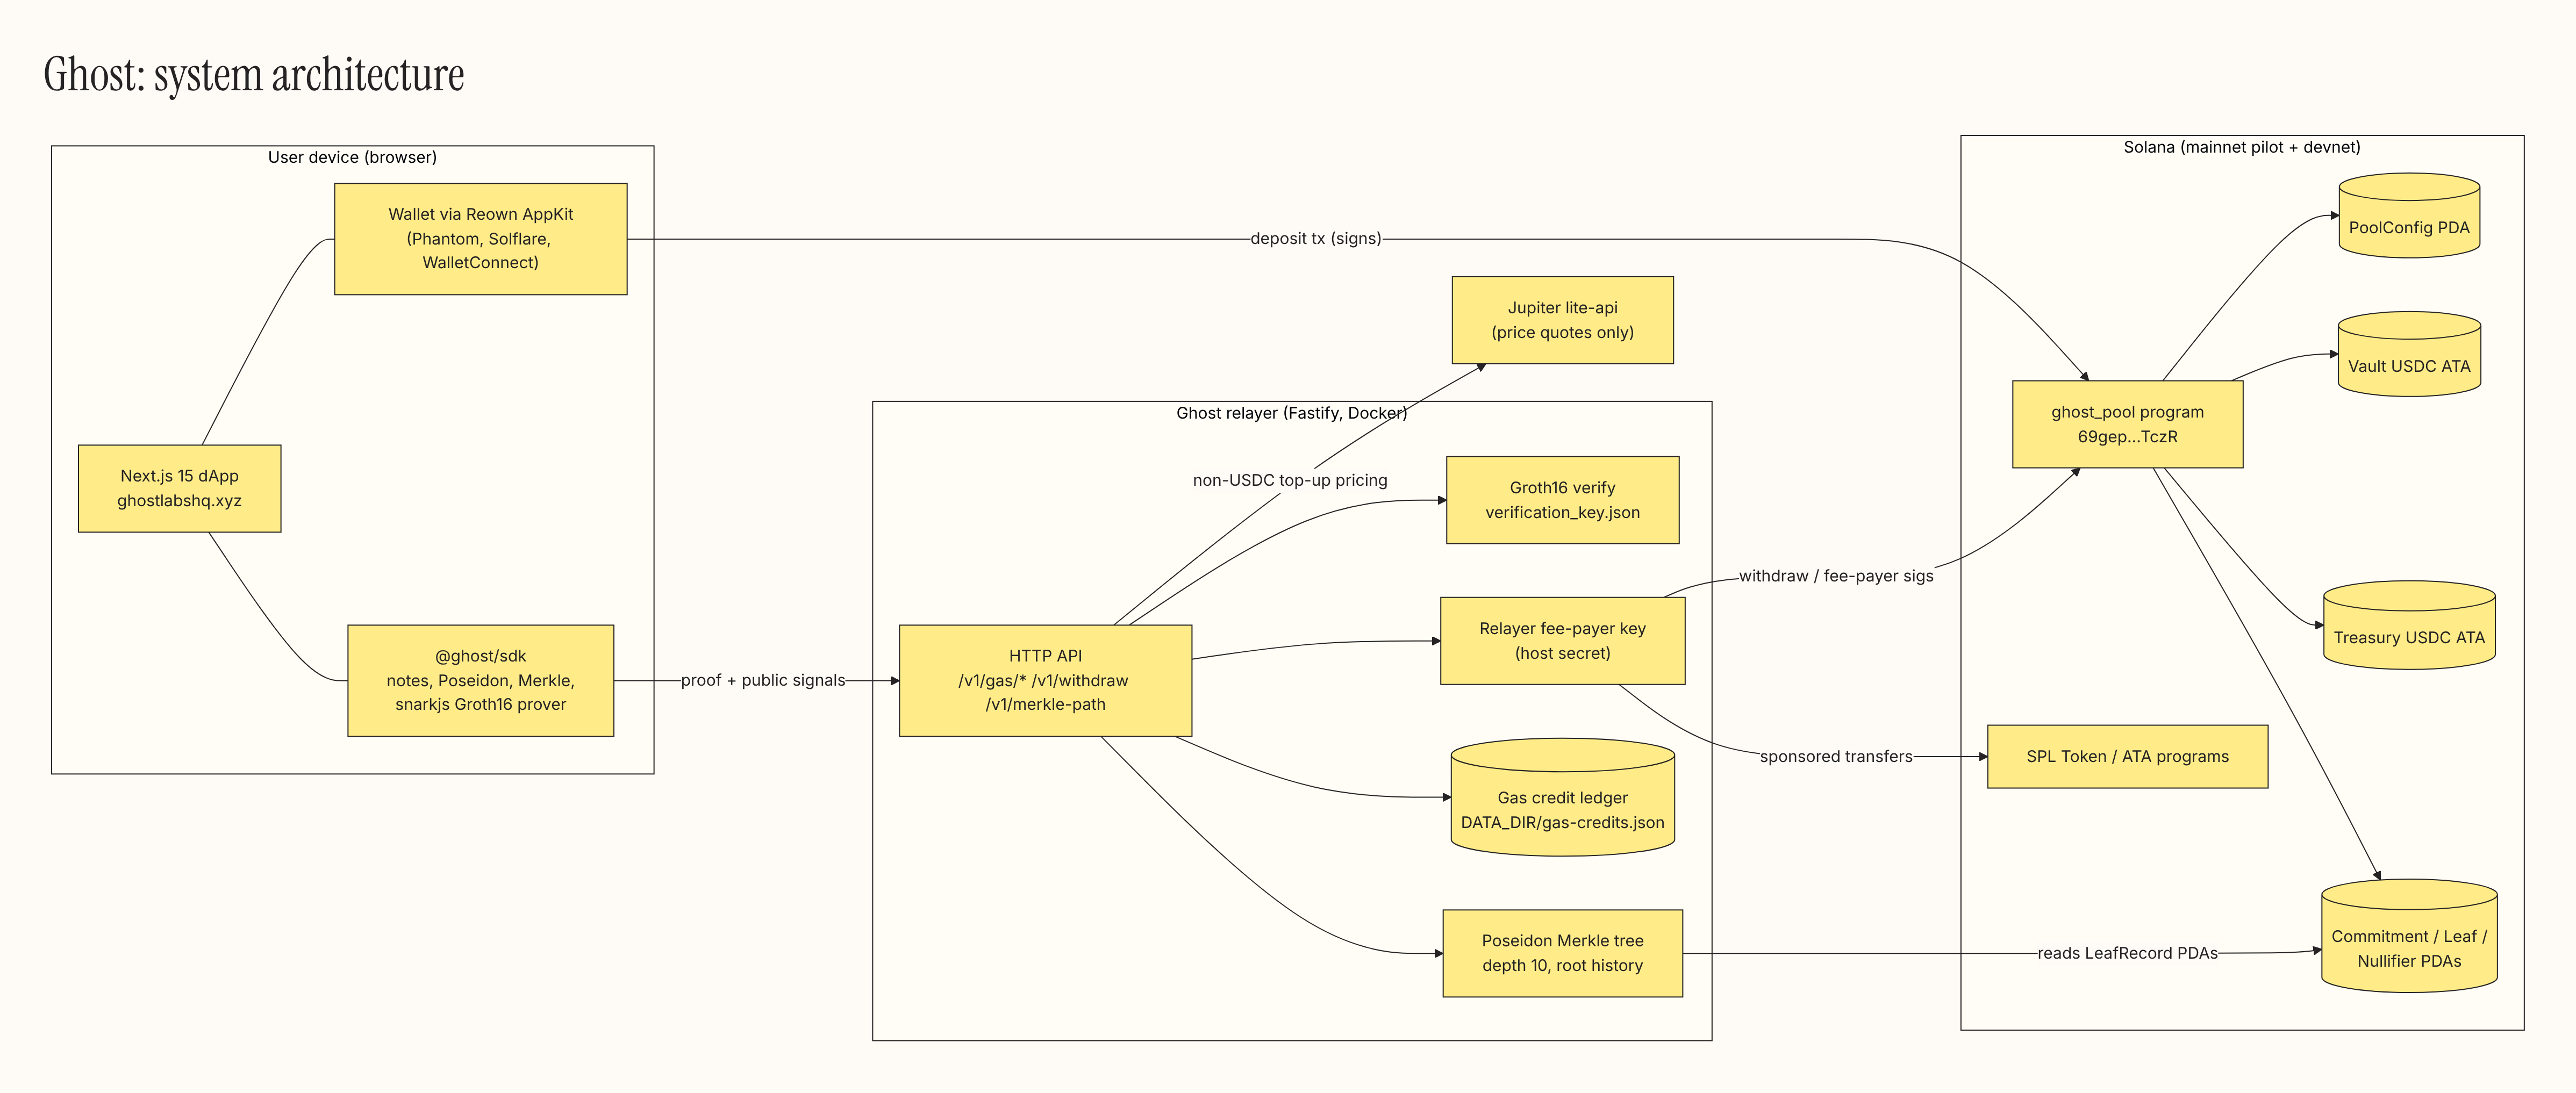 Ghost: system architecture
User device (browser)
Wallet via Reown AppKit
(Phantom, Solflare,
WalletConnect)
Next.js 15 dApp
ghostlabshq.xyz
@ghost/sdk
notes, Poseidon, Merkle,
snarkjs Groth16 prover
deposit tx (signs)
proof + public signals
Jupiter lite-api
(price quotes only)
Ghost relayer (Fastify, Docker)
non-USDC top-up pricing
HTTP API
/v1/gas/* /v1/withdraw
/v1/merkle-path
Groth16 verify
verification_key.json
Relayer fee-payer key
(host secret)
Gas credit ledger
DATA_DIR/gas-credits.json
Poseidon Merkle tree
depth 10, root history
withdraw / fee-payer sigs
sponsored transfers
reads LeafRecord PDAs
Solana (mainnet pilot + devnet)
PoolConfig PDA
Vault USDC ATA
ghost_pool program
69gep...TczR
Treasury USDC ATA
SPL Token / ATA programs
Commitment / Leaf /
Nullifier PDAs